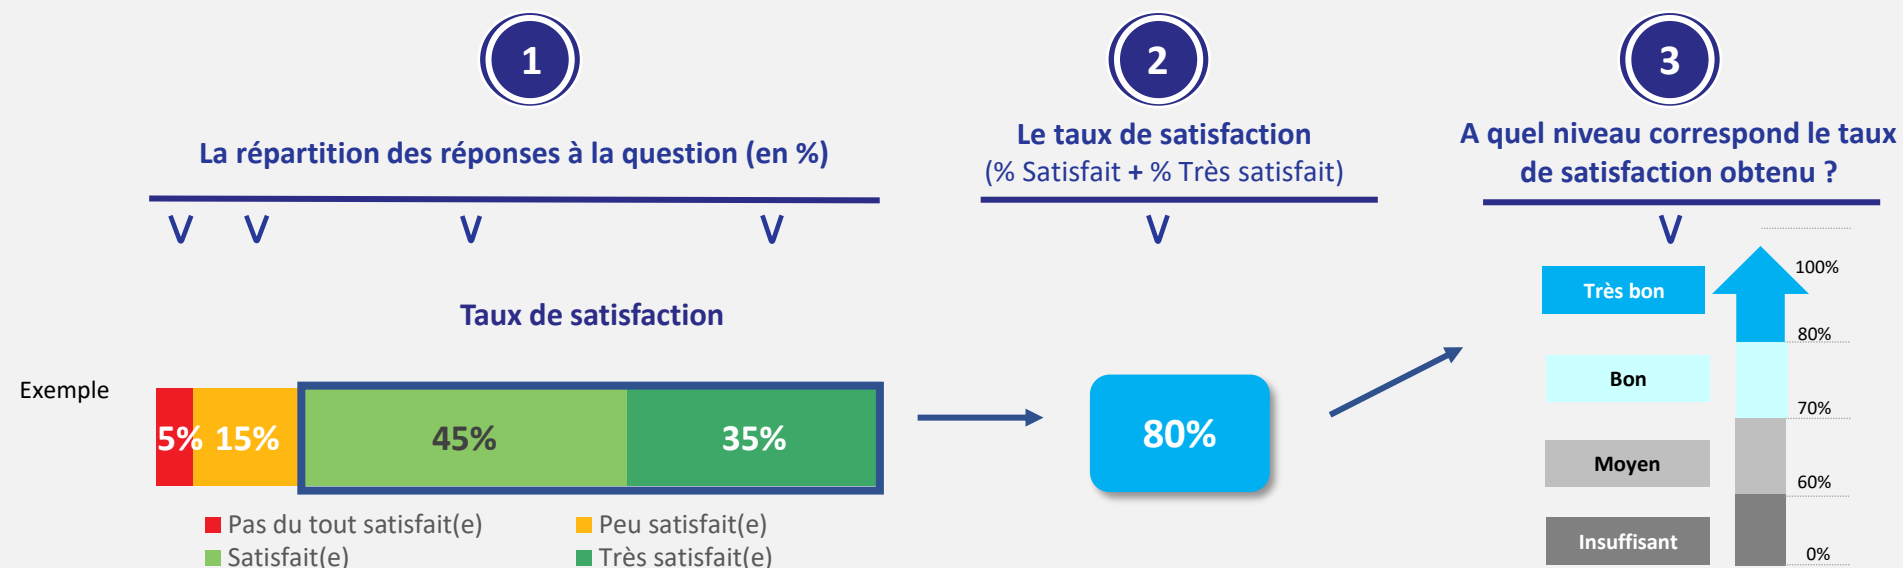 1
La répartition des réponses à la question (en %)
V V V V
Taux de satisfaction
Exemple
5% 15% 45% 35%
Pas du tout satisfait(e) Peu satisfait(e)
Satisfait(e) Très satisfait(e)
2
Le taux de satisfaction
(% Satisfait + % Très satisfait)
V
80%
3
A quel niveau correspond le taux
de satisfaction obtenu ?
V
100%
Très bon
80%
Bon
70%
Moyen
60%
Insuffisant
0%